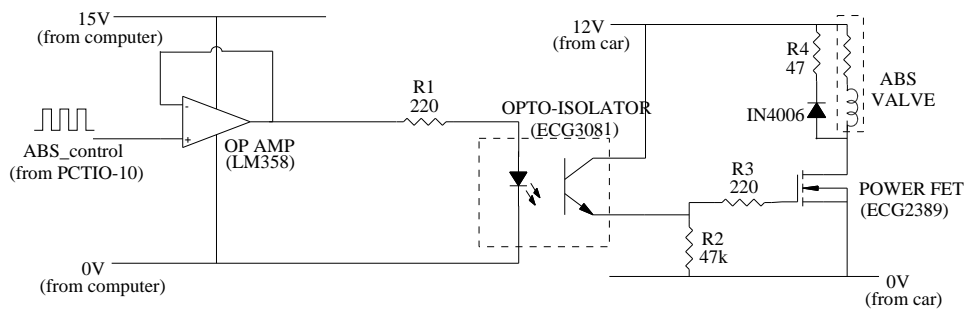 15V
(from computer)
-
+
ABS_control
(from PCTIO-10)
OP AMP
(LM358)
0V
(from computer)
R1
220
OPTO-ISOLATOR
(ECG3081)
12V
(from car)
R4
47
IN4006
ABS
VALVE
R3
220
POWER FET
(ECG2389)
R2
47k
0V
(from car)